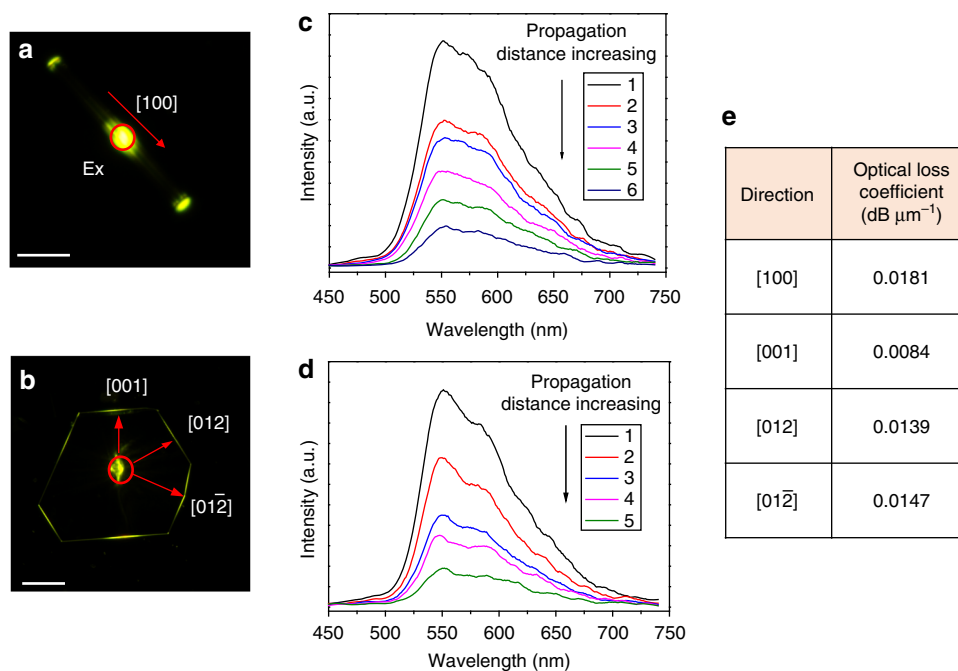 a
[100]
Ex
b
[001]
[012]
[012̅]
c
Propagation
distance increasing
1
2
3
4
5
6
Intensity (a.u.)
450 500 550 600 650 700 750
Wavelength (nm)
d
Propagation
distance increasing
1
2
3
4
5
Intensity (a.u.)
450 500 550 600 650 700 750
Wavelength (nm)
e
Direction
Optical loss
coefficient
(dB μm⁻¹)
[100] 0.0181
[001] 0.0084
[012] 0.0139
[012̅] 0.0147